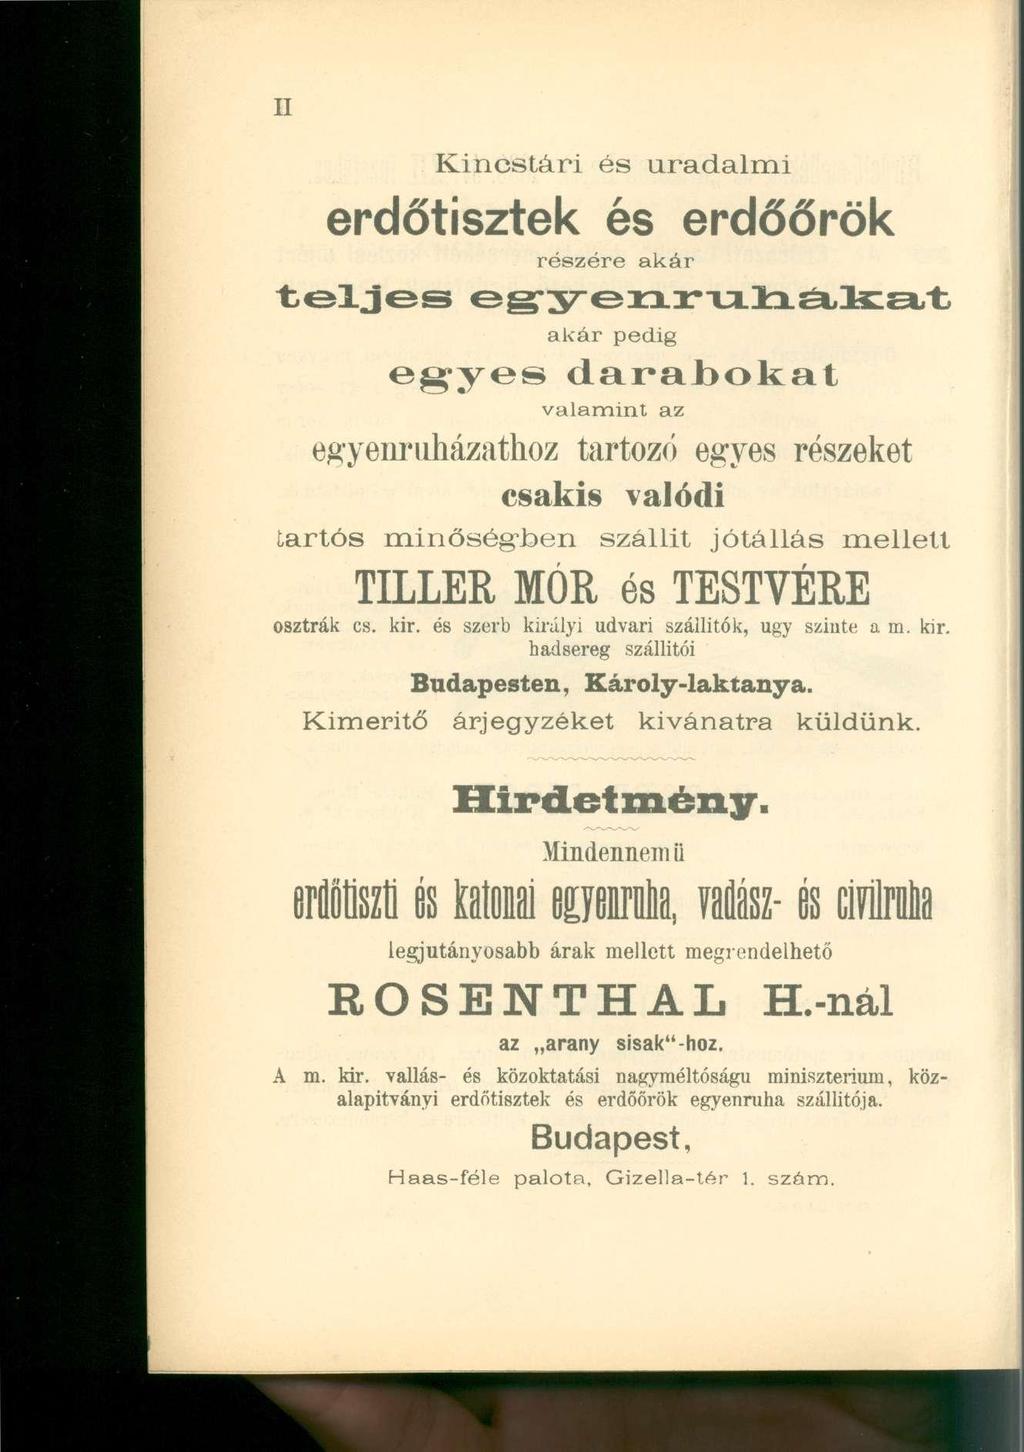 II
Kincstári és uradalmi
erdőtisztek és erdőőrök
részére akár
teljes egyenruhákat
akár pedig
egyes darabokat
valamint az
egyenruházathoz tartozó egyes részeket
csakis valódi
tartós minőségben szállit jótállás mellett
TILLER MÓR és TESTVÉRE
osztrák cs. kir. és szerb királyi udvari szállitók, ugy szinte a m. kir.
hadsereg szállitói
Budapesten, Károly-laktanya.
Kimeritő árjegyzéket kivánatra küldünk.
Hirdetmény.
Mindennemü
erdőtiszti és katonai egyenruha, vadász- és civilruha
legjutányosabb árak mellett megrendelhető
ROSENTHAL H.-nál
az „arany sisak“-hoz.
A m. kir. vallás- és közoktatási nagyméltóságu miniszterium, köz-
alapitványi erdőtisztek és erdőőrök egyenruha szállitója.
Budapest,
Haas-féle palota, Gizella-tér 1. szám.